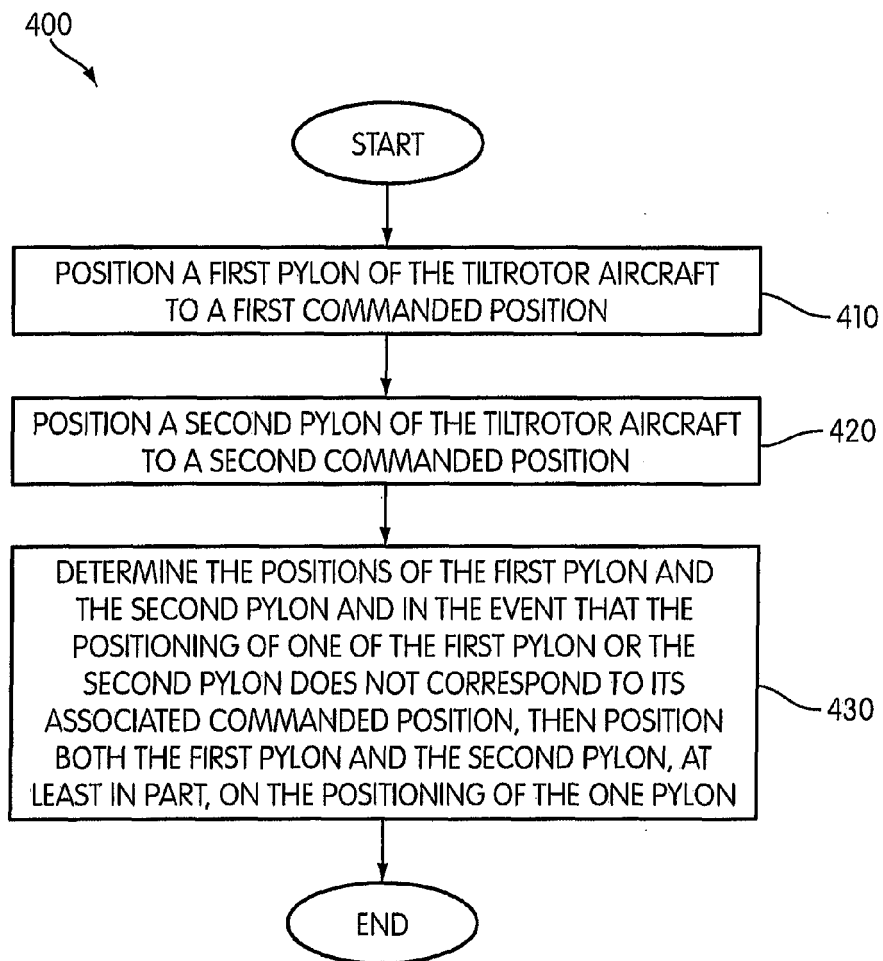 400
START
POSITION A FIRST PYLON OF THE TILTROTOR AIRCRAFT
TO A FIRST COMMANDED POSITION
410
POSITION A SECOND PYLON OF THE TILTROTOR AIRCRAFT
TO A SECOND COMMANDED POSITION
420
DETERMINE THE POSITIONS OF THE FIRST PYLON AND
THE SECOND PYLON AND IN THE EVENT THAT THE
POSITIONING OF ONE OF THE FIRST PYLON OR THE
SECOND PYLON DOES NOT CORRESPOND TO ITS
ASSOCIATED COMMANDED POSITION, THEN POSITION
BOTH THE FIRST PYLON AND THE SECOND PYLON, AT
LEAST IN PART, ON THE POSITIONING OF THE ONE PYLON
430
END